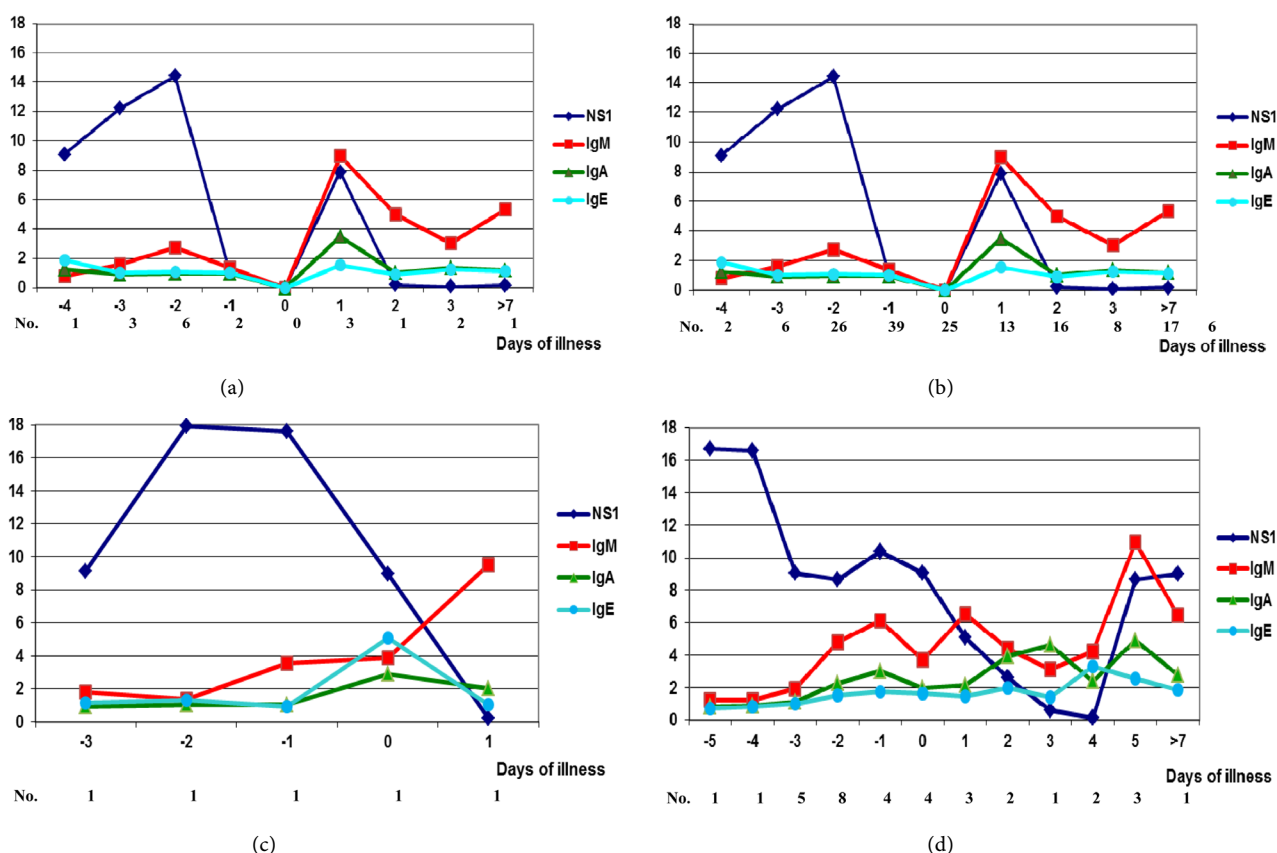 18
16
14
12
10
8
6
4
2
0
-4 -3 -2 -1 0 1 2 3 >7
No. 1 3 6 2 0 3 1 2 1
Days of illness
NS1
IgM
IgA
IgE
(a)
18
16
14
12
10
8
6
4
2
0
-4 -3 -2 -1 0 1 2 3 >7
No. 2 6 26 39 25 13 16 8 17 6
Days of illness
NS1
IgM
IgA
IgE
(b)
18
16
14
12
10
8
6
4
2
0
-3 -2 -1 0 1
Days of illness
No. 1 1 1 1 1
NS1
IgM
IgA
IgE
(c)
18
16
14
12
10
8
6
4
2
0
-5 -4 -3 -2 -1 0 1 2 3 4 5 >7
Days of illness
No. 1 1 5 8 4 4 3 2 1 2 3 1
NS1
IgM
IgA
IgE
(d)